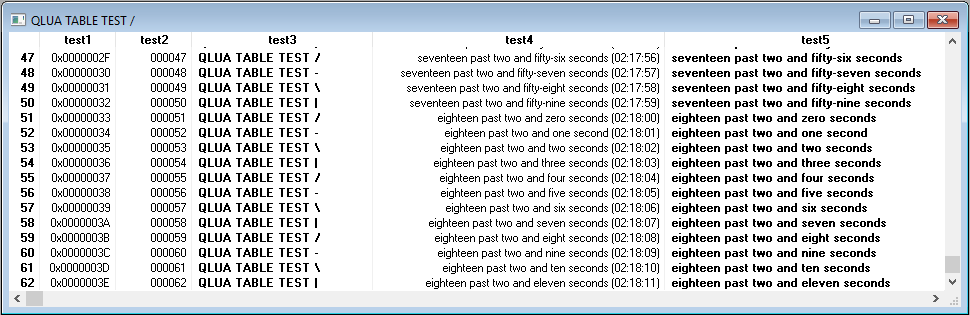 QLUA TABLE TEST /
test1 test2 test3 test4 test5
47 0x0000002F 000047 QLUA TABLE TEST / seventeen past two and fifty-six seconds (02:17:56) seventeen past two and fifty-six seconds
48 0x00000030 000048 QLUA TABLE TEST - seventeen past two and fifty-seven seconds (02:17:57) seventeen past two and fifty-seven seconds
49 0x00000031 000049 QLUA TABLE TEST \ seventeen past two and fifty-eight seconds (02:17:58) seventeen past two and fifty-eight seconds
50 0x00000032 000050 QLUA TABLE TEST | seventeen past two and fifty-nine seconds (02:17:59) seventeen past two and fifty-nine seconds
51 0x00000033 000051 QLUA TABLE TEST / eighteen past two and zero seconds (02:18:00) eighteen past two and zero seconds
52 0x00000034 000052 QLUA TABLE TEST - eighteen past two and one second (02:18:01) eighteen past two and one second
53 0x00000035 000053 QLUA TABLE TEST \ eighteen past two and two seconds (02:18:02) eighteen past two and two seconds
54 0x00000036 000054 QLUA TABLE TEST | eighteen past two and three seconds (02:18:03) eighteen past two and three seconds
55 0x00000037 000055 QLUA TABLE TEST / eighteen past two and four seconds (02:18:04) eighteen past two and four seconds
56 0x00000038 000056 QLUA TABLE TEST - eighteen past two and five seconds (02:18:05) eighteen past two and five seconds
57 0x00000039 000057 QLUA TABLE TEST \ eighteen past two and six seconds (02:18:06) eighteen past two and six seconds
58 0x0000003A 000058 QLUA TABLE TEST | eighteen past two and seven seconds (02:18:07) eighteen past two and seven seconds
59 0x0000003B 000059 QLUA TABLE TEST / eighteen past two and eight seconds (02:18:08) eighteen past two and eight seconds
60 0x0000003C 000060 QLUA TABLE TEST - eighteen past two and nine seconds (02:18:09) eighteen past two and nine seconds
61 0x0000003D 000061 QLUA TABLE TEST \ eighteen past two and ten seconds (02:18:10) eighteen past two and ten seconds
62 0x0000003E 000062 QLUA TABLE TEST | eighteen past two and eleven seconds (02:18:11) eighteen past two and eleven seconds